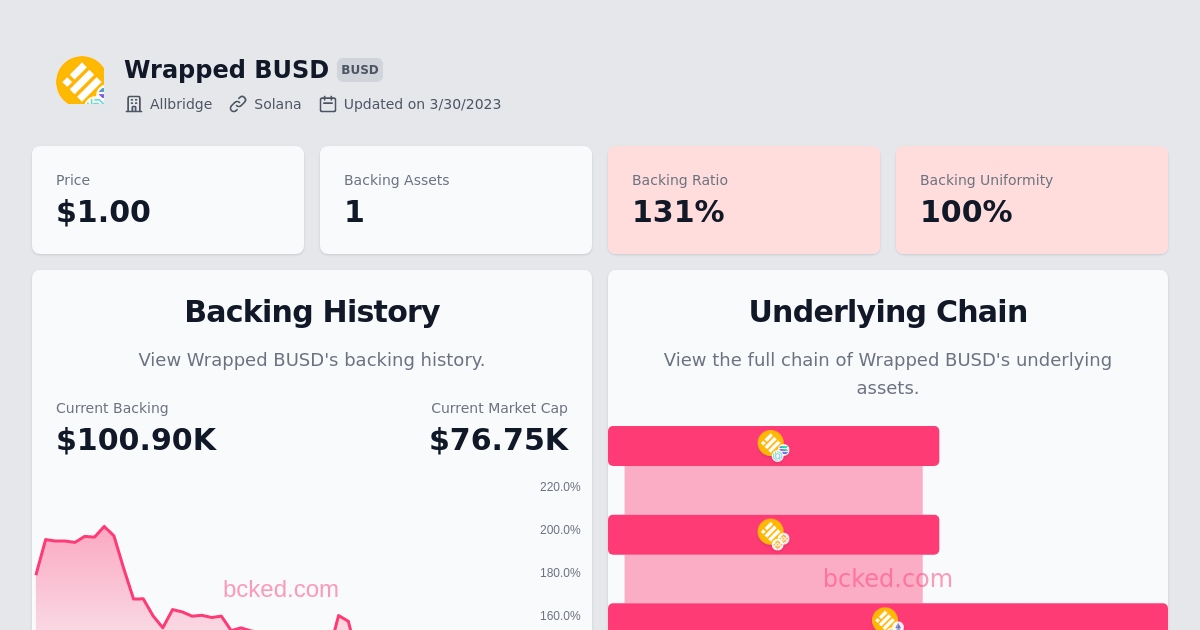 Wrapped BUSD BUSD
Allbridge Solana Updated on 3/30/2023
Price
$1.00
Backing Assets
1
Backing Ratio
131%
Backing Uniformity
100%
Backing History
View Wrapped BUSD's backing history.
Current Backing
$100.90K
Current Market Cap
$76.75K
220.0%
200.0%
180.0%
160.0%
bcked.com
Underlying Chain
View the full chain of Wrapped BUSD's underlying
assets.
bcked.com